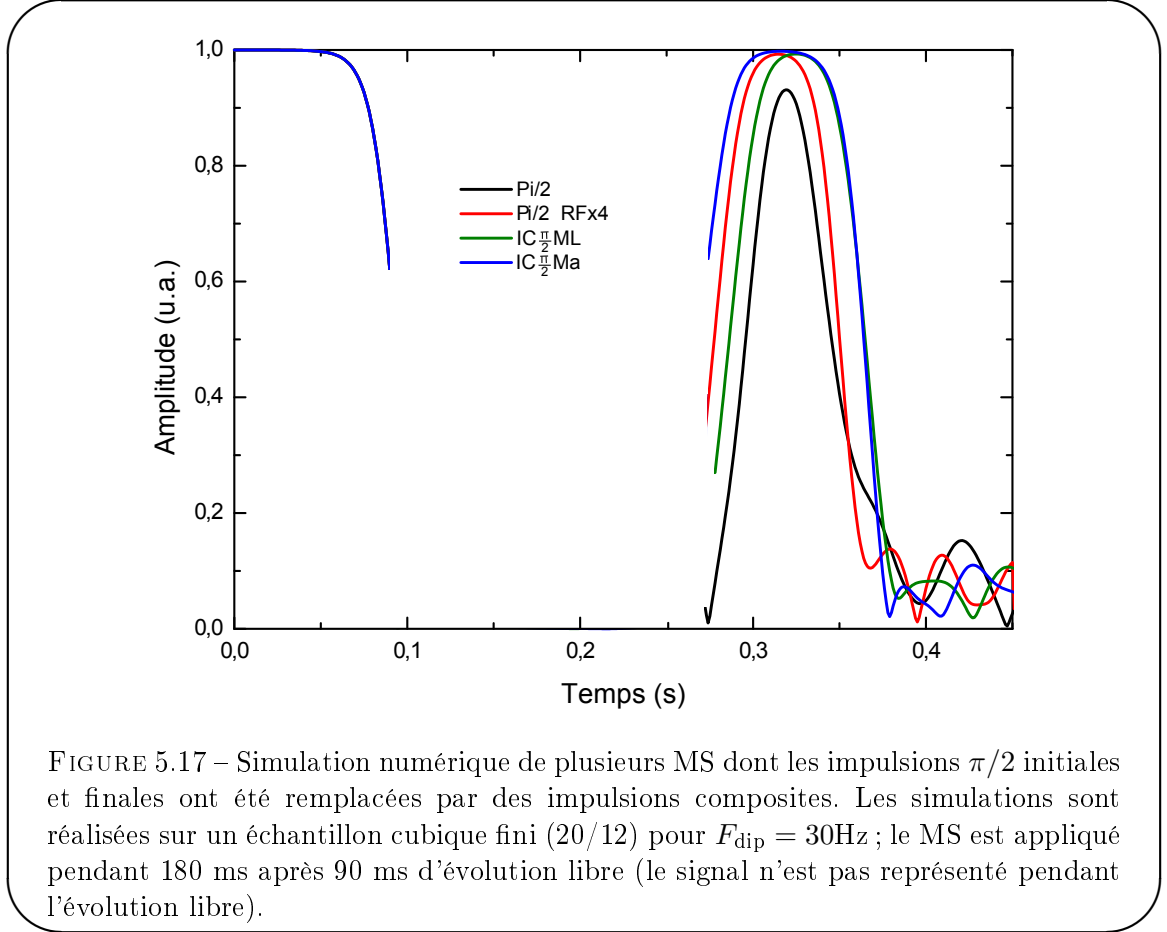 1,0
0,8
0,6
0,4
0,2
0,0
Amplitude (u.a.)
Pi/2
Pi/2 RFx4
IC π/2 ML
IC π/2 Ma
0,0 0,1 0,2 0,3 0,4
Temps (s)
FIGURE 5.17 – Simulation numérique de plusieurs MS dont les impulsions π/2 initiales
et finales ont été remplacées par des impulsions composites. Les simulations sont
réalisées sur un échantillon cubique fini (20/12) pour F_dip = 30Hz ; le MS est appliqué
pendant 180 ms après 90 ms d'évolution libre (le signal n'est pas représenté pendant
l'évolution libre).